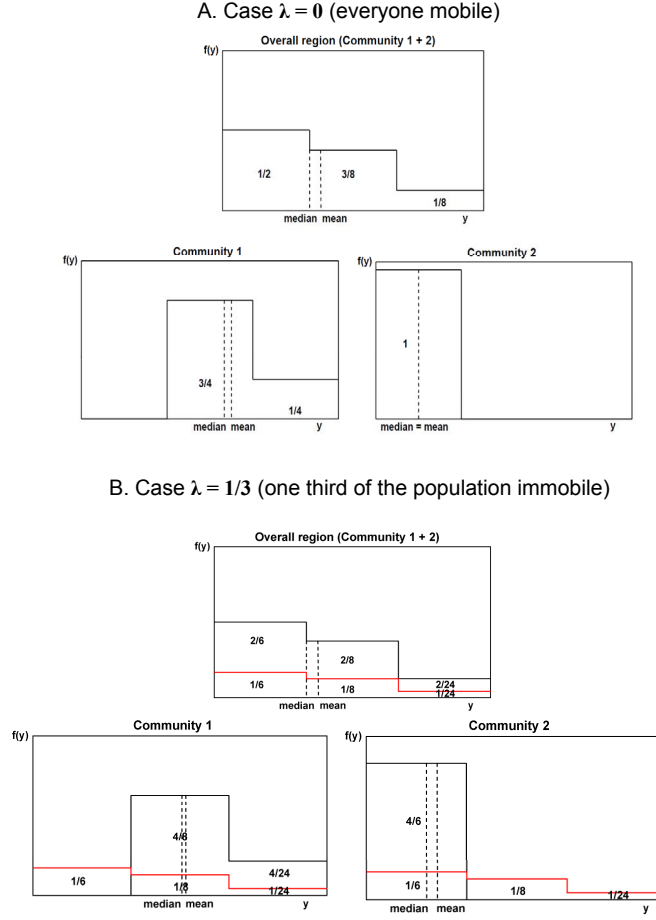 A. Case λ = 0 (everyone mobile)
Overall region (Community 1 + 2)
f(y)
1/2
3/8
1/8
median mean
y
Community 1
f(y)
3/4
1/4
median mean
y
Community 2
f(y)
1
median = mean
y
B. Case λ = 1/3 (one third of the population immobile)
Overall region (Community 1 + 2)
f(y)
2/6
2/8
2/24
1/6
1/8
1/24
median mean
y
Community 1
f(y)
4/8
4/24
1/6
1/8
1/24
median mean
y
Community 2
f(y)
4/6
1/6
1/8
1/24
median mean
y